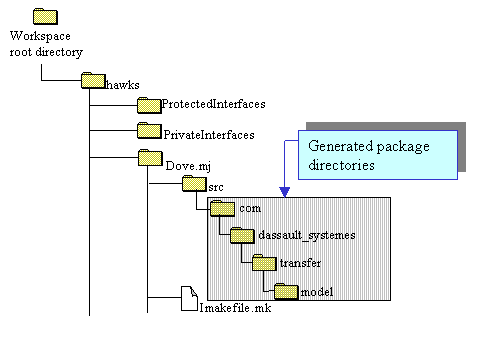 Workspace
root directory
hawks
ProtectedInterfaces
PrivateInterfaces
Generated package
directories
Dove.mj
src
com
dassault_systemes
transfer
model
Imakefile.mk